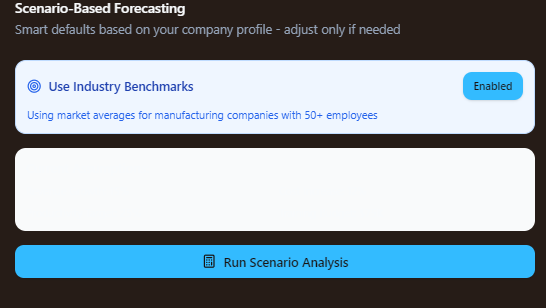 Scenario-Based Forecasting
Smart defaults based on your company profile - adjust only if needed
Use Industry Benchmarks
Enabled
Using market averages for manufacturing companies with 50+ employees
Run Scenario Analysis